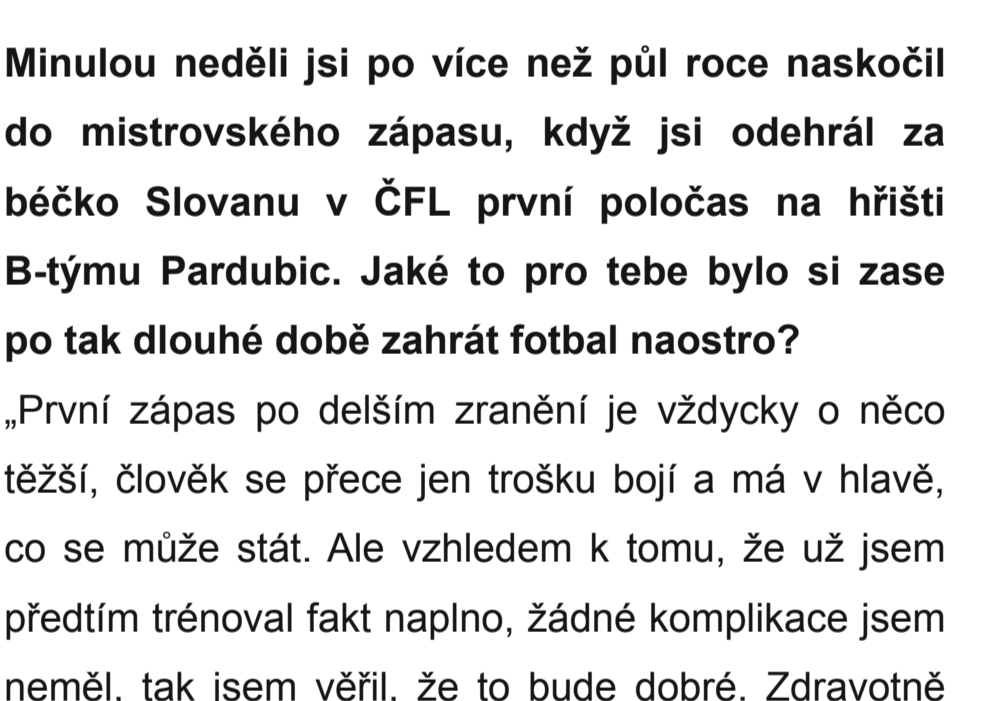 Minulou neděli jsi po více než půl roce naskočil
do mistrovského zápasu, když jsi odehrál za
béčko Slovanu v ČFL první poločas na hřišti
B-týmu Pardubic. Jaké to pro tebe bylo si zase
po tak dlouhé době zahrát fotbal naostro?
„První zápas po delším zranění je vždycky o něco
těžší, člověk se přece jen trošku bojí a má v hlavě,
co se může stát. Ale vzhledem k tomu, že už jsem
předtím trénoval fakt naplno, žádné komplikace jsem
neměl, tak jsem věřil, že to bude dobré. Zdravotně